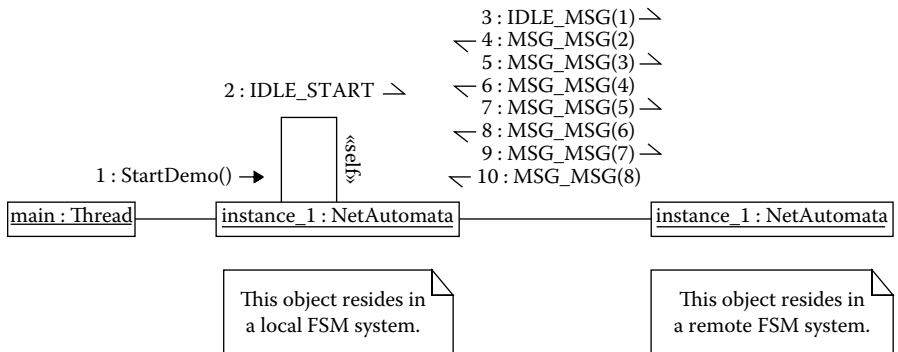 3 : IDLE_MSG(1)
4 : MSG_MSG(2)
5 : MSG_MSG(3)
6 : MSG_MSG(4)
7 : MSG_MSG(5)
8 : MSG_MSG(6)
9 : MSG_MSG(7)
10 : MSG_MSG(8)
2 : IDLE_START
«self»
1 : StartDemo()
main : Thread
instance_1 : NetAutomata
instance_1 : NetAutomata
This object resides in
a local FSM system.
This object resides in
a remote FSM system.